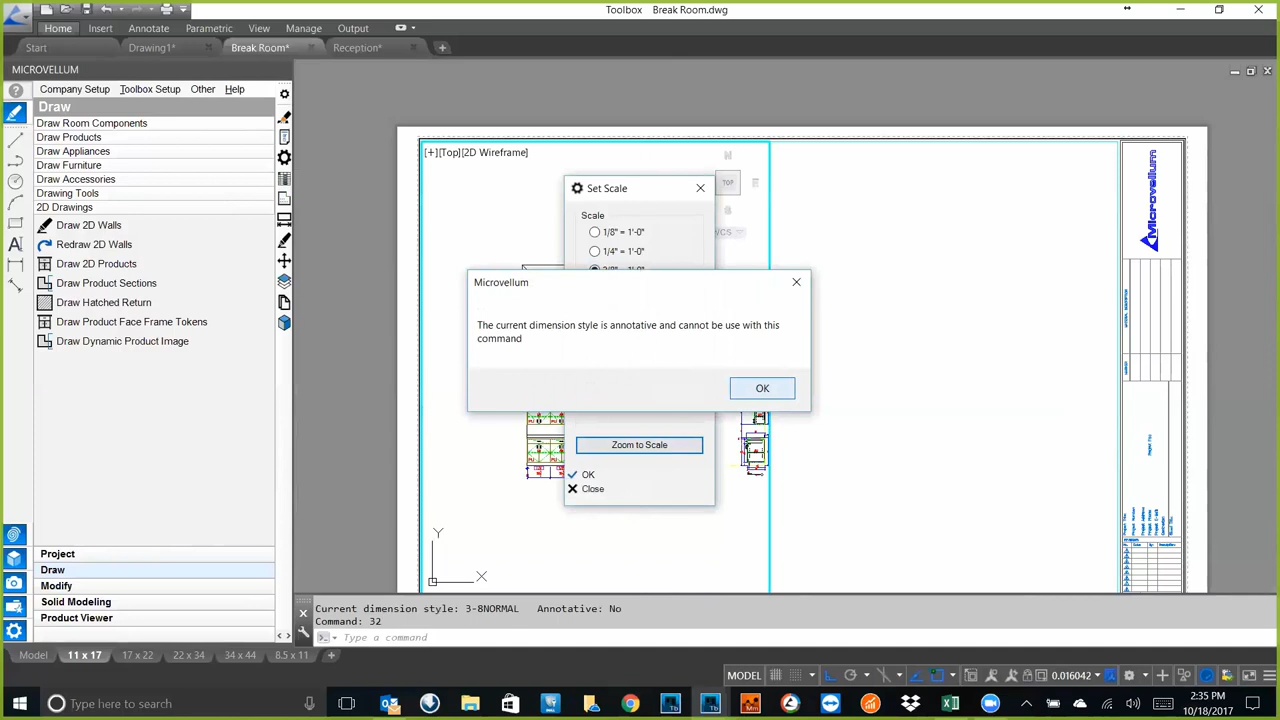 Toolbox Break Room.dwg
Home Insert Annotate Parametric View Manage Output
Start Drawing1* Break Room* Reception*
MICROVELLUM
Company Setup Toolbox Setup Other Help
Draw
Draw Room Components
Draw Products
Draw Appliances
Draw Furniture
Draw Accessories
Drawing Tools
2D Drawings
Draw 2D Walls
Redraw 2D Walls
Draw 2D Products
Draw Product Sections
Draw Hatched Return
Draw Product Face Frame Tokens
Draw Dynamic Product Image
Project
Draw
Modify
Solid Modeling
Product Viewer
[+][Top][2D Wireframe]
N
TOP
E
S
Set Scale
Scale
1/8" = 1'-0"
1/4" = 1'-0"
Microvellum
The current dimension style is annotative and cannot be use with this
command
OK
Zoom to Scale
OK
Close
Y
X
Microvellum
Current dimension style: 3-8NORMAL Annotative: No
Command: 32
Type a command
Model 11 x 17 17 x 22 22 x 34 34 x 44 8.5 x 11
MODEL 0.016042
Type here to search
2:35 PM
10/18/2017